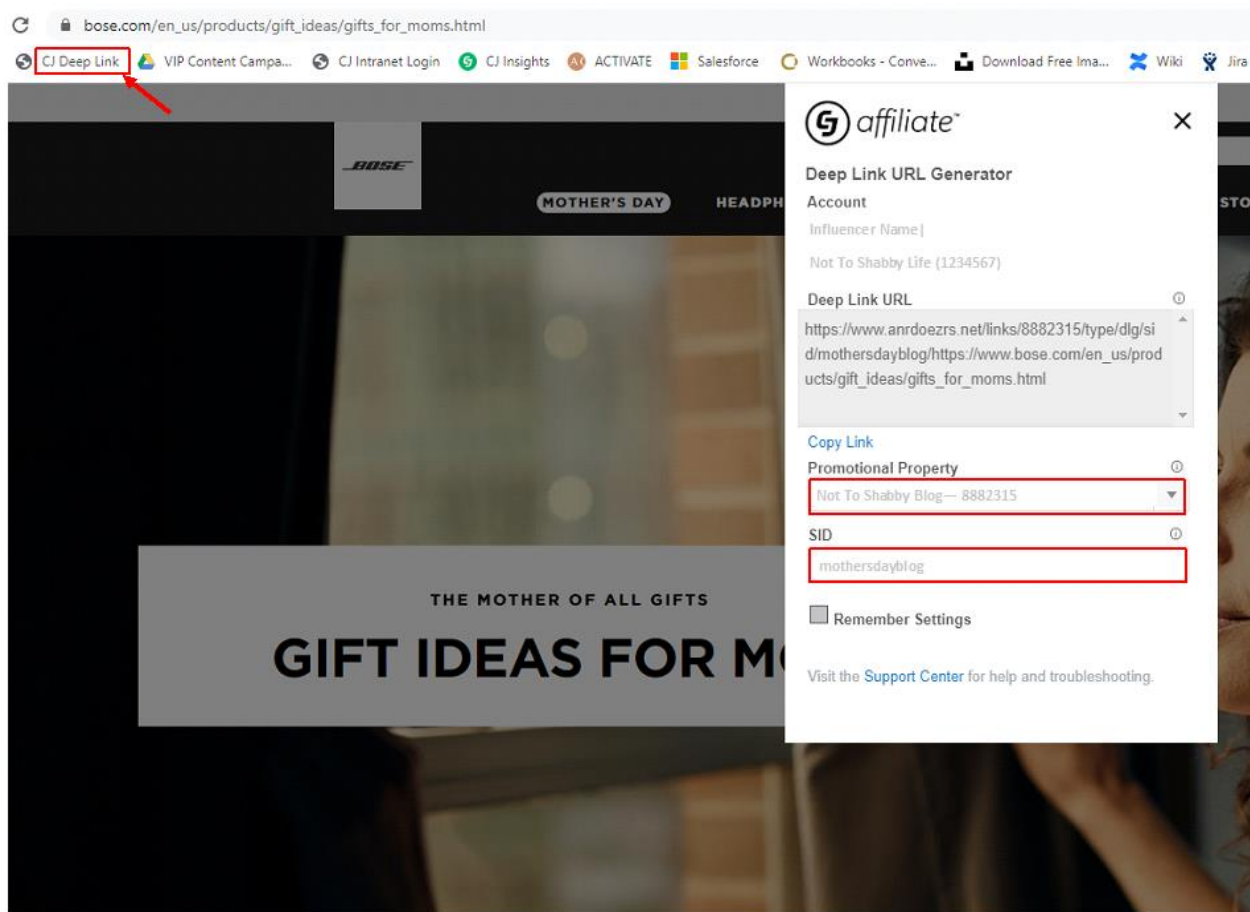 bose.com/en_us/products/gift_ideas/gifts_for_moms.html
CJ Deep Link VIP Content Campa... CJ Intranet Login CJ Insights ACTIVATE Salesforce Workbooks - Conve... Download Free Ima... Wiki Jira
CJ affiliate
BOSE
Deep Link URL Generator
MOTHER'S DAY HEADPH STO
Account
Influencer Name|
Not To Shabby Life (1234567)
Deep Link URL
https://www.anrdoezrs.net/links/8882315/type/dlg/si
d/mothersdayblog/https://www.bose.com/en_us/prod
ucts/gift_ideas/gifts_for_moms.html
Copy Link
Promotional Property
Not To Shabby Blog— 8882315
SID
mothersdayblog
Remember Settings
Visit the Support Center for help and troubleshooting.
THE MOTHER OF ALL GIFTS
GIFT IDEAS FOR MO